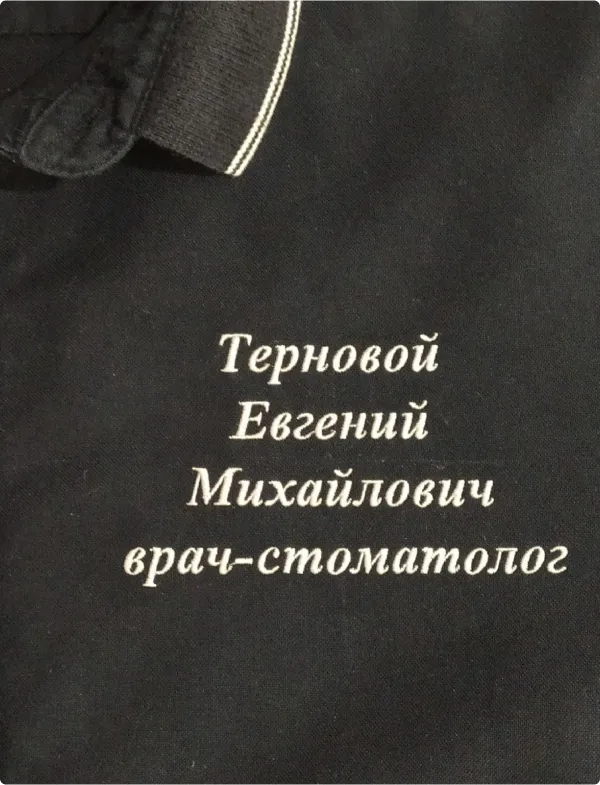 Терновой
Евгений
Михайлович
врач-стоматолог